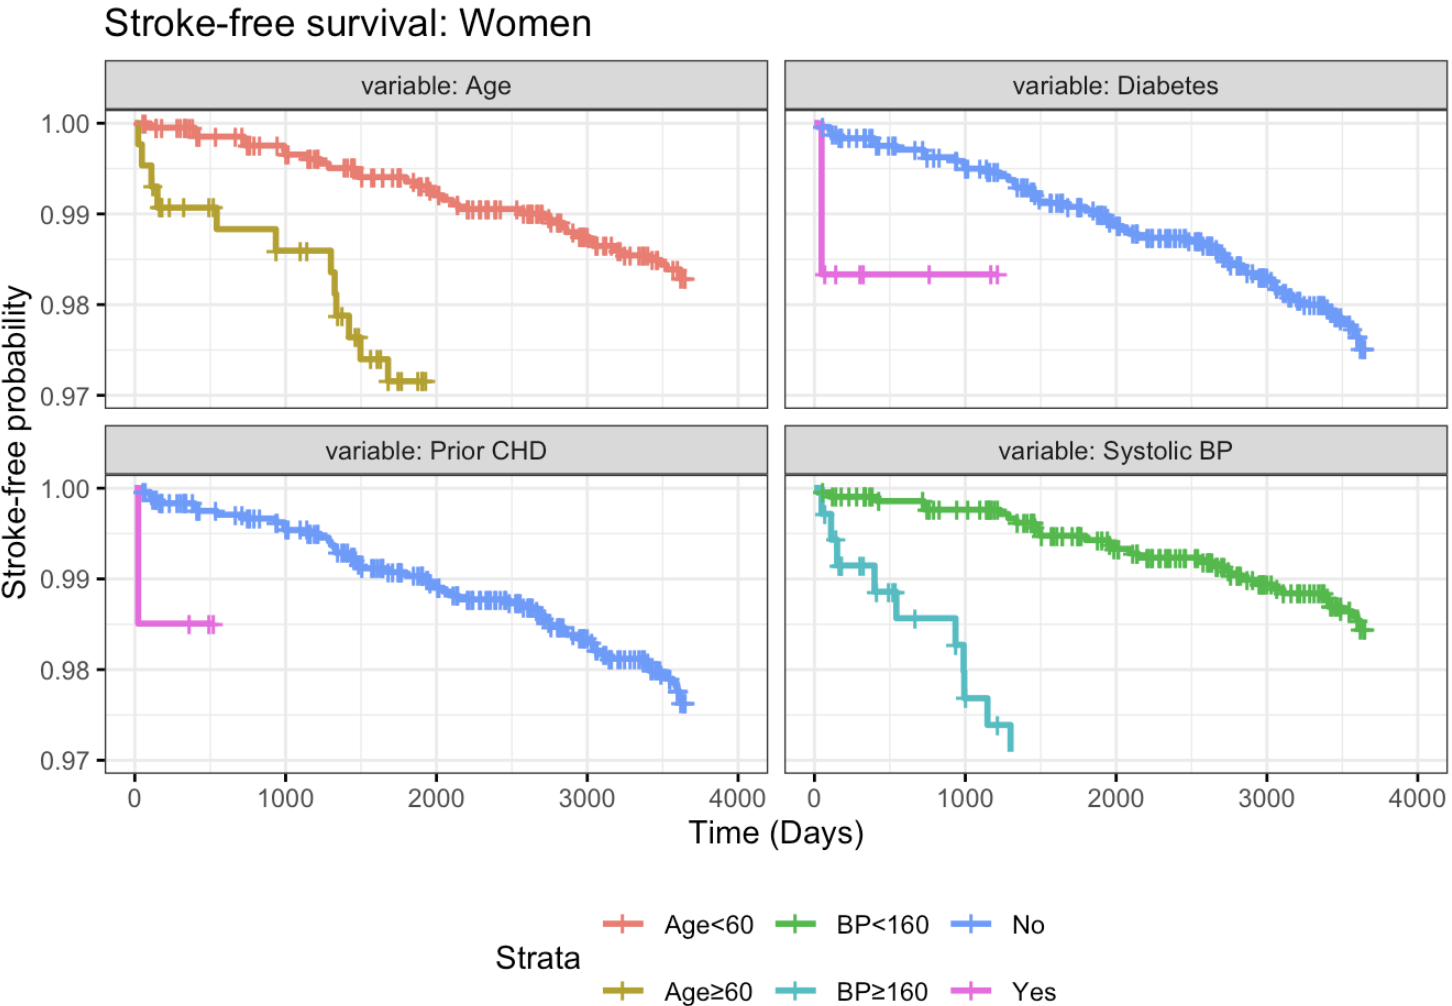 Stroke-free survival: Women
variable: Age
variable: Diabetes
1.00
0.99
0.98
0.97
variable: Prior CHD
variable: Systolic BP
1.00
0.99
0.98
0.97
Stroke-free probability
0 1000 2000 3000 4000
0 1000 2000 3000 4000
Time (Days)
Strata
Age<60
BP<160
No
Age≥60
BP≥160
Yes